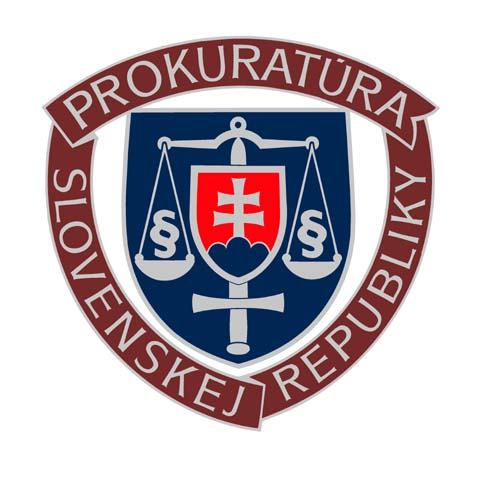 PROKURATÚRA
SLOVENSKEJ
REPUBLIKY
§ §